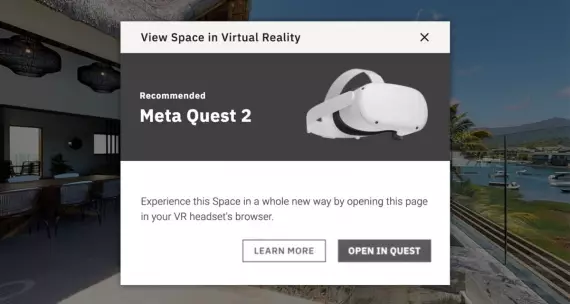 View Space in Virtual Reality
Recommended
Meta Quest 2
Experience this Space in a whole new way by opening this page
in your VR headset's browser.
LEARN MORE OPEN IN QUEST